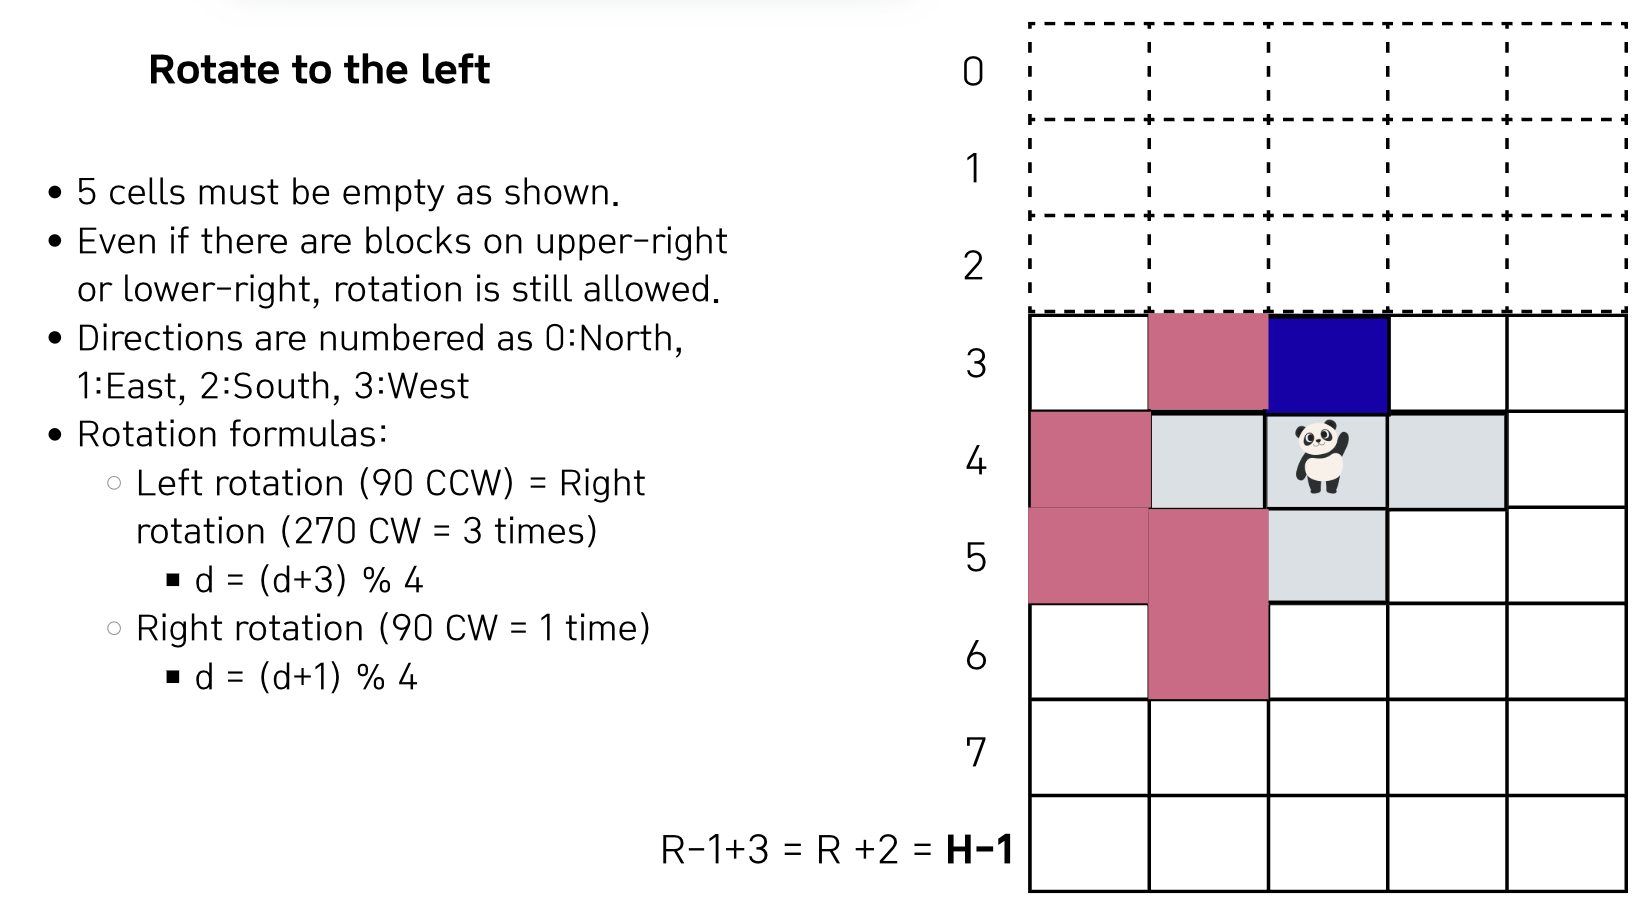 Rotate to the left
• 5 cells must be empty as shown.
• Even if there are blocks on upper-right
or lower-right, rotation is still allowed.
• Directions are numbered as 0:North,
1:East, 2:South, 3:West
• Rotation formulas:
○ Left rotation (90 CCW) = Right
rotation (270 CW = 3 times)
■ d = (d+3) % 4
○ Right rotation (90 CW = 1 time)
■ d = (d+1) % 4
0
1
2
3
4
5
6
7
R-1+3 = R +2 = H-1